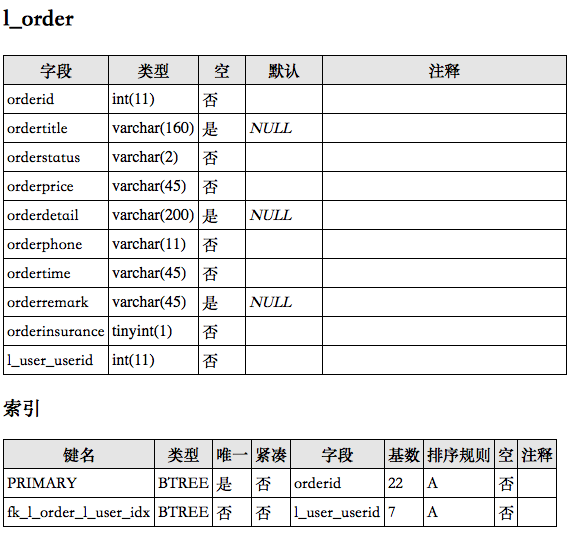 l_order
字段 类型 空 默认 注释
orderid int(11) 否
ordertitle varchar(160) 是 NULL
orderstatus varchar(2) 否
orderprice varchar(45) 否
orderdetail varchar(200) 是 NULL
orderphone varchar(11) 否
ordertime varchar(45) 否
orderremark varchar(45) 是 NULL
orderinsurance tinyint(1) 否
l_user_userid int(11) 否
索引
键名 类型 唯一 紧凑 字段 基数 排序规则 空 注释
PRIMARY BTREE 是 否 orderid 22 A 否
fk_l_order_l_user_idx BTREE 否 否 l_user_userid 7 A 否